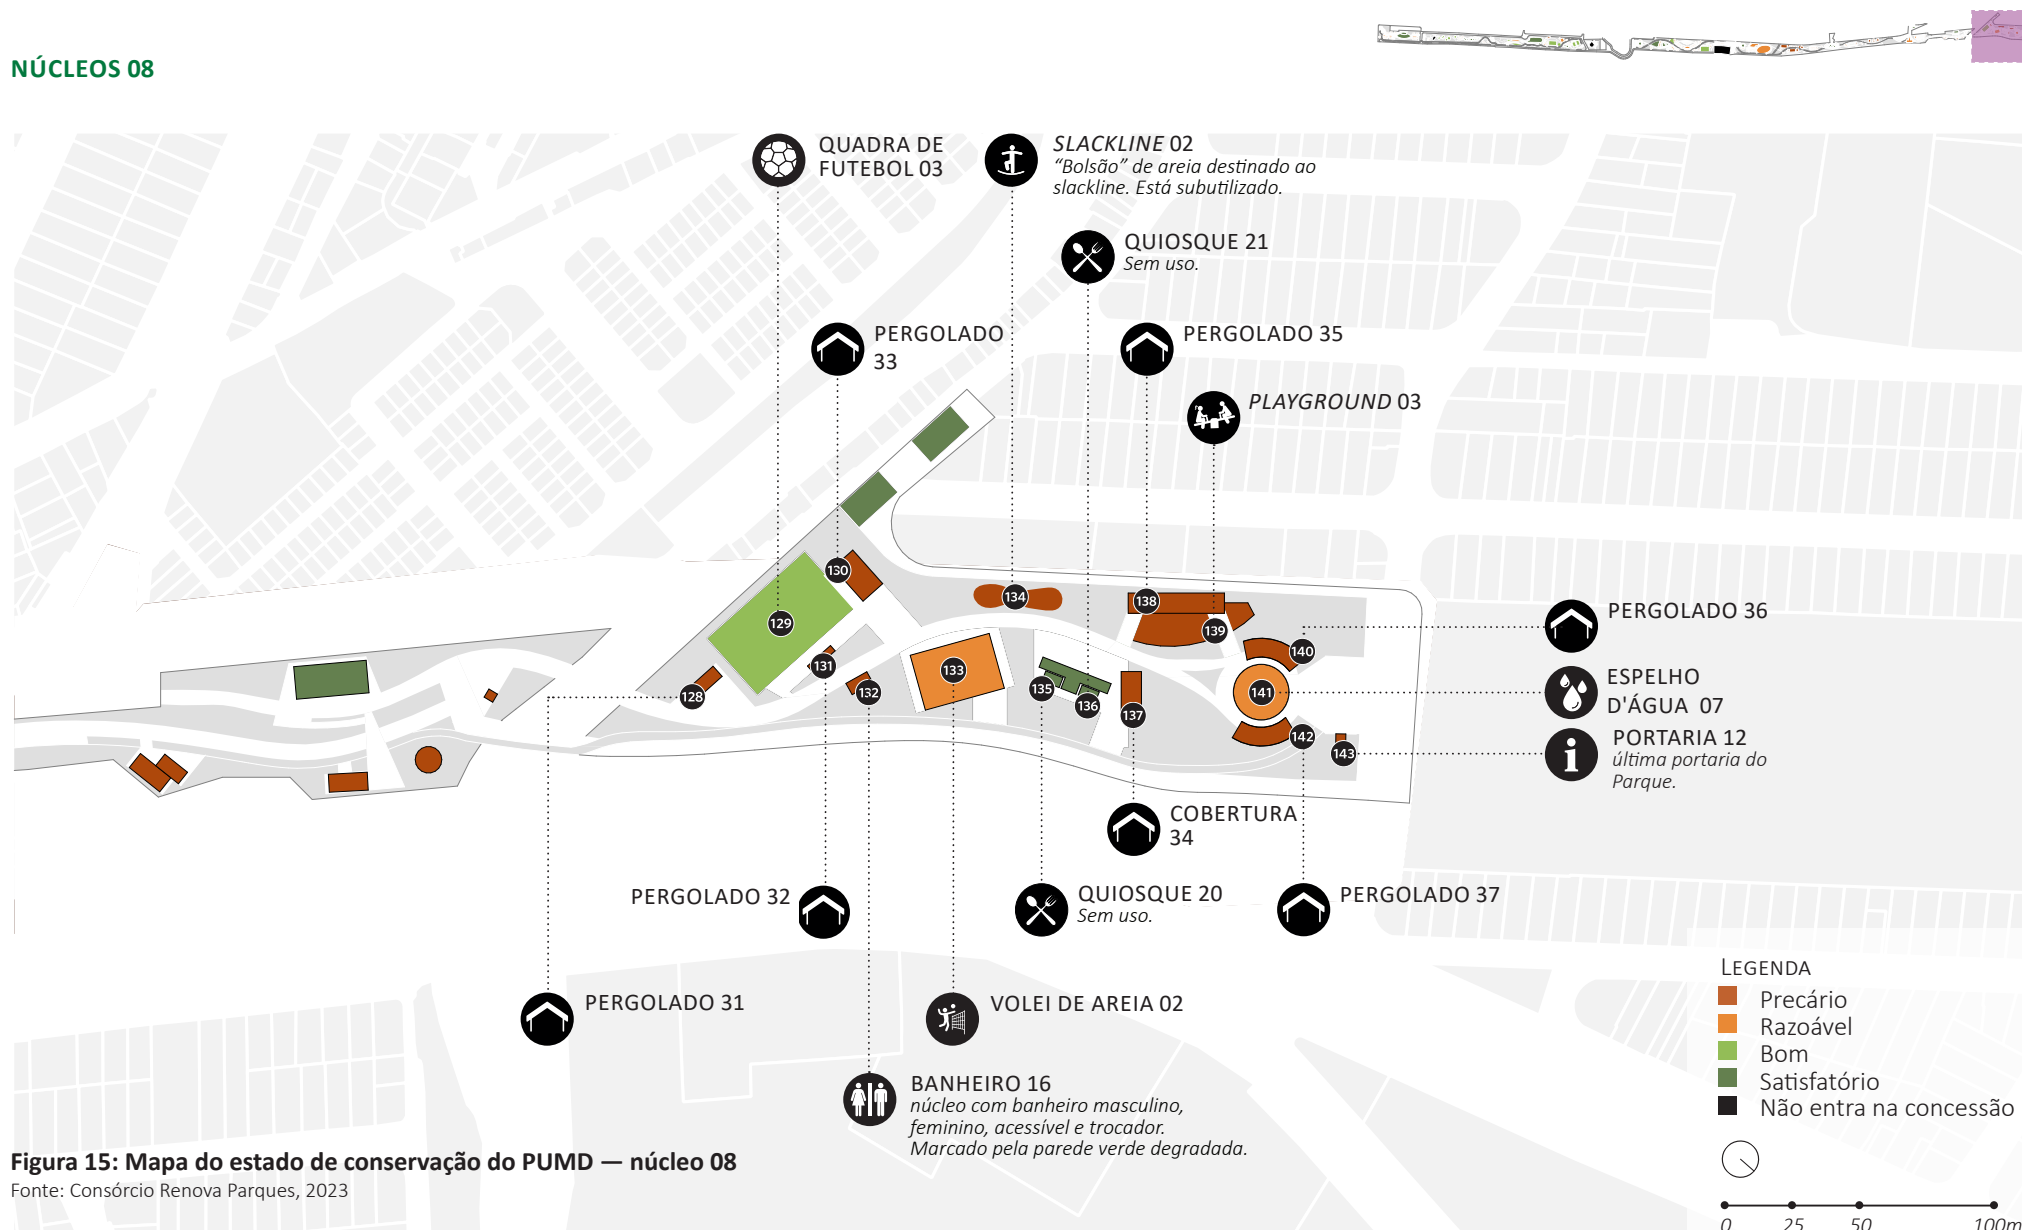 NÚCLEOS 08
QUADRA DE
FUTEBOL 03
SLACKLINE 02
“Bolsão” de areia destinado ao
slackline. Está subutilizado.
QUIOSQUE 21
Sem uso.
PERGOLADO
33
PERGOLADO 35
PLAYGROUND 03
130
129
134
138
139
131
128
132
133
135
136
137
140
141
142
143
PERGOLADO 36
ESPELHO
D'ÁGUA 07
PORTARIA 12
última portaria do
Parque.
COBERTURA
34
PERGOLADO 32
QUIOSQUE 20
Sem uso.
PERGOLADO 37
PERGOLADO 31
VOLEI DE AREIA 02
BANHEIRO 16
núcleo com banheiro masculino,
feminino, acessível e trocador.
Marcado pela parede verde degradada.
LEGENDA
Precário
Razoável
Bom
Satisfatório
Não entra na concessão
0 25 50 100m
Figura 15: Mapa do estado de conservação do PUMD — núcleo 08
Fonte: Consórcio Renova Parques, 2023